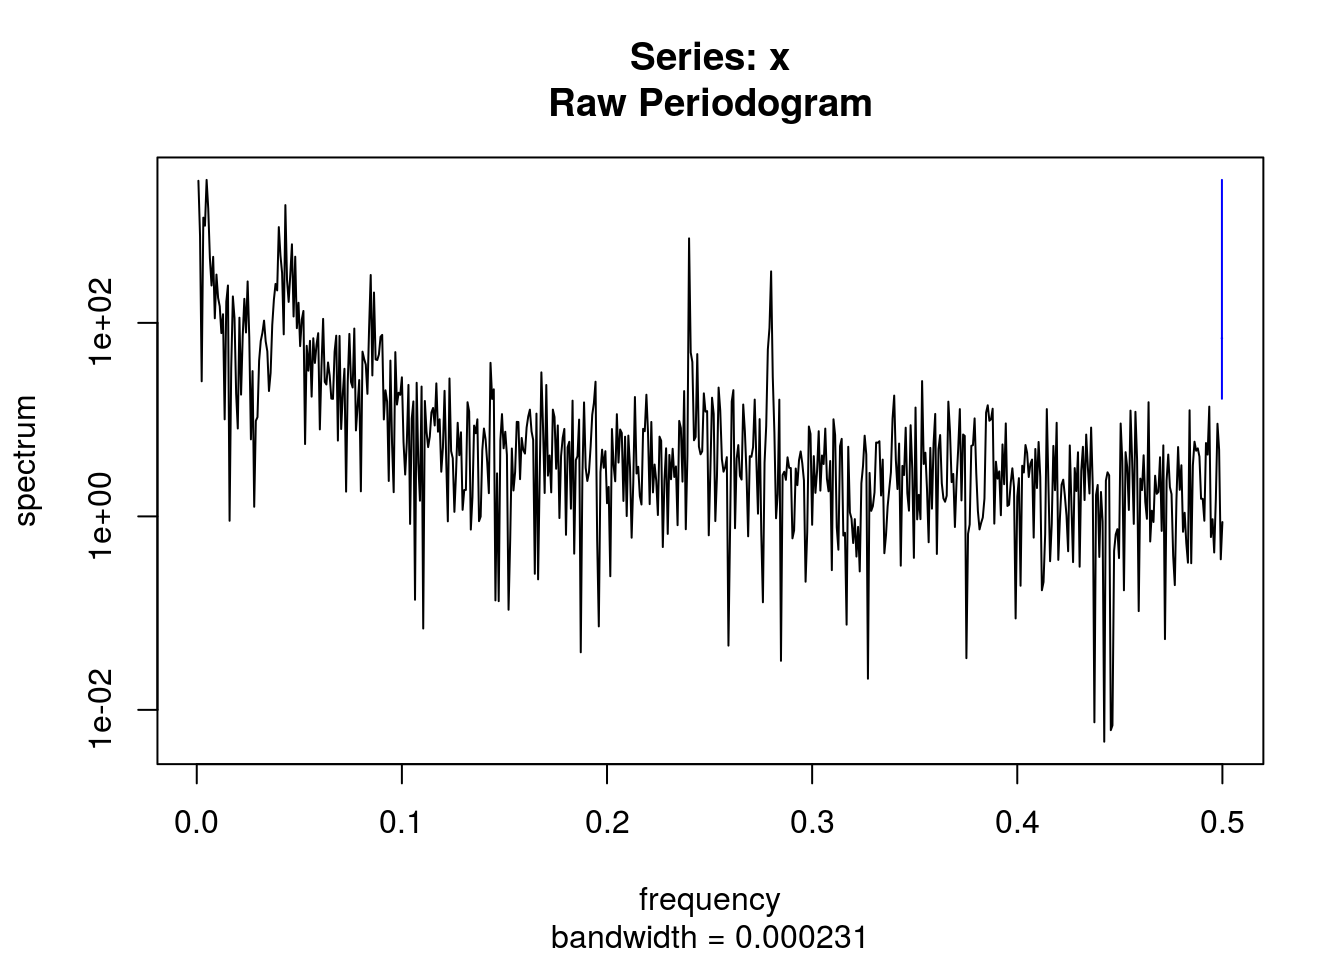 Series: x
Raw Periodogram
spectrum
1e+02
1e+00
1e-02
0.0 0.1 0.2 0.3 0.4 0.5
frequency
bandwidth = 0.000231